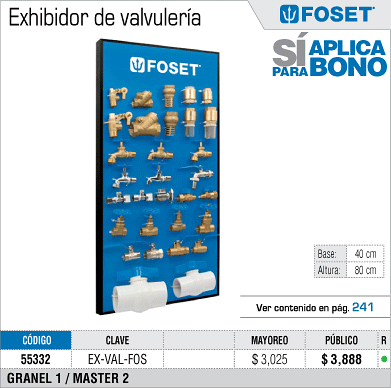 Exhibidor de valvulería
FOSET®
SÍ APLICA
PARA BONO
FOSET®
Base: 40 cm
Altura: 80 cm
Ver contenido en pág. 241
CÓDIGO CLAVE MAYOREO PÚBLICO R
55332 EX-VAL-FOS $ 3,025 $ 3,888
GRANEL 1 / MASTER 2